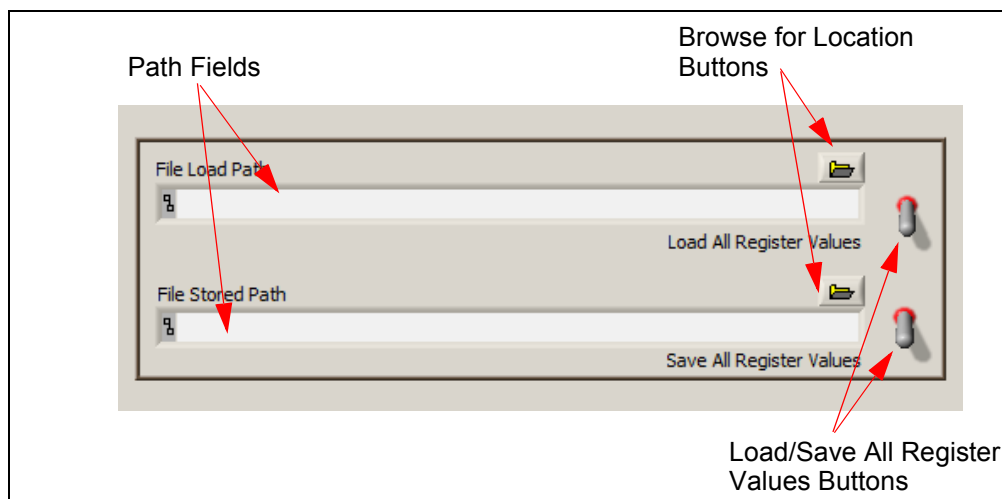 Browse for Location
Buttons
Path Fields
File Load Path
Load All Register Values
File Stored Path
Save All Register Values
Load/Save All Register
Values Buttons